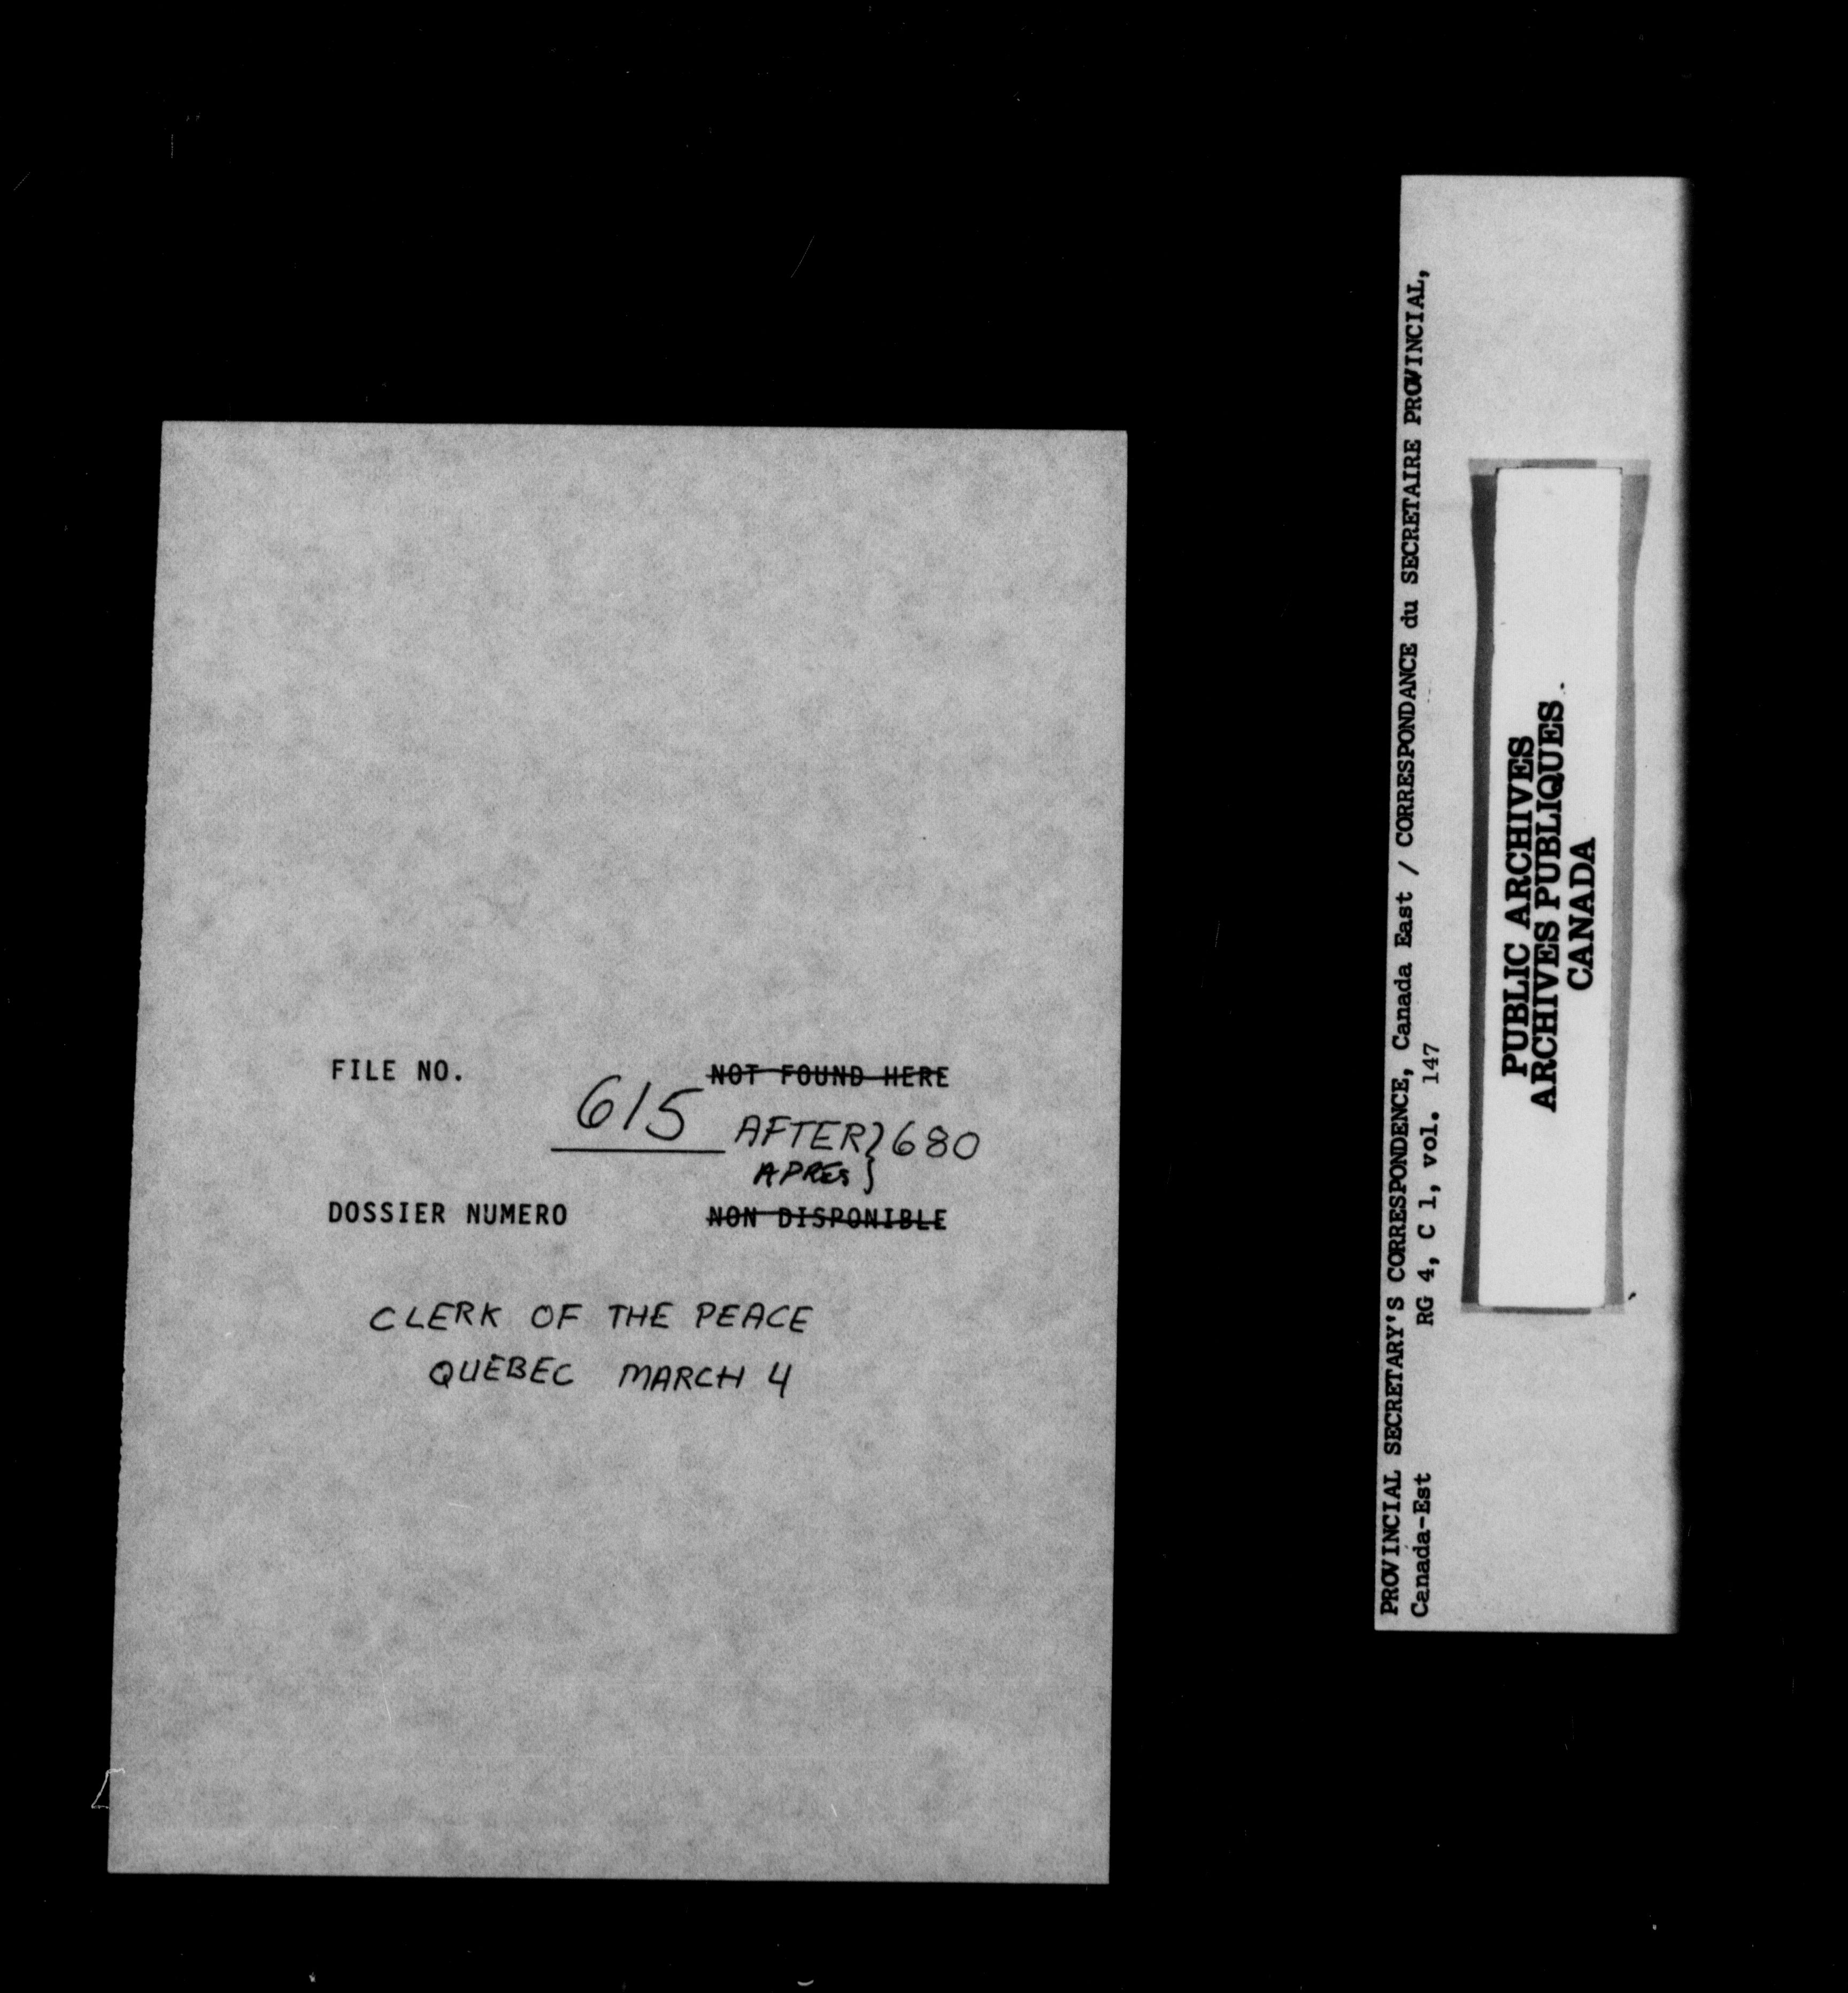 FILE NO. NOT FOUND HERE
615 AFTER } 680
APRES }
DOSSIER NUMERO NON DISPONIBLE
CLERK OF THE PEACE
QUEBEC MARCH 4
PROVINCIAL SECRETARY'S CORRESPONDENCE, Canada East / CORRESPONDANCE du SECRETAIRE PROVINCIAL,
Canada-Est RG 4, C 1, vol. 147
PUBLIC ARCHIVES
ARCHIVES PUBLIQUES
CANADA